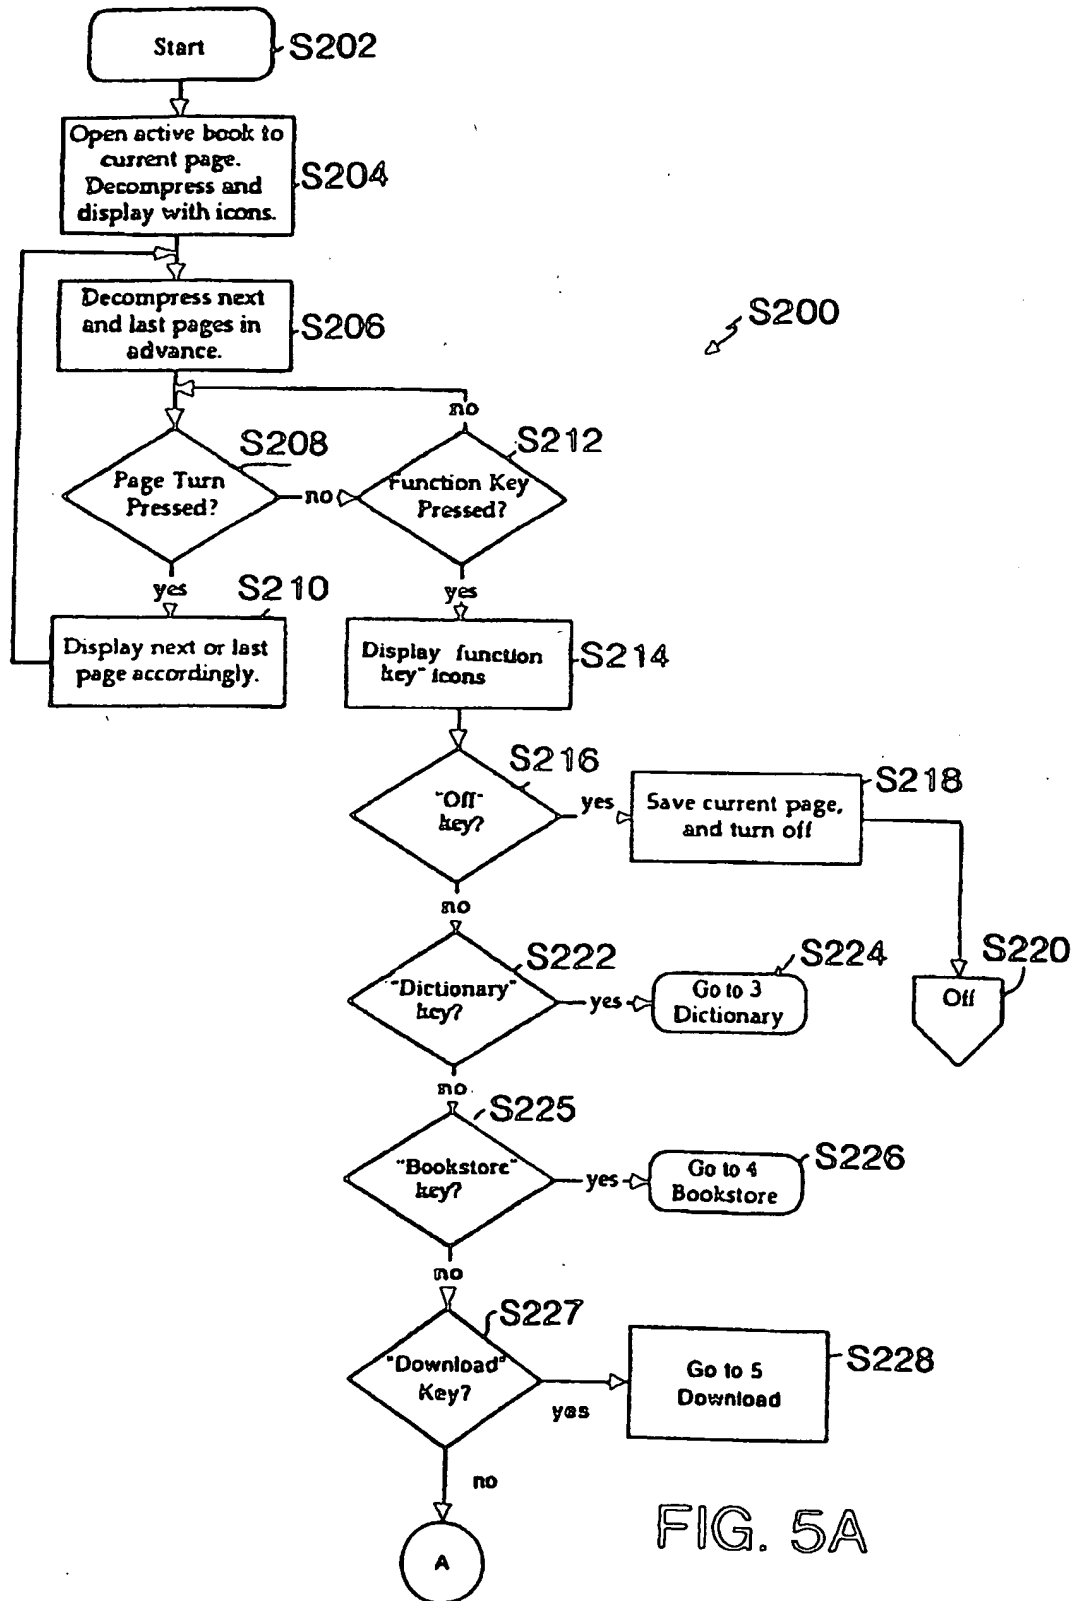 Start
S202
Open active book to
current page.
Decompress and
display with icons.
S204
Decompress next
and last pages in
advance.
S206
S200
no
S208
S212
Page Turn
Pressed?
no
Function Key
Pressed?
yes
S210
yes
Display next or last
page accordingly.
Display function
key" icons
S214
S216
"Off"
key?
yes
Save current page,
and turn off
S218
no
S222
"Dictionary"
key?
yes
Go to 3
Dictionary
S224
Off
S220
no
S225
"Bookstore"
key?
yes
Go to 4
Bookstore
S226
no
S227
"Download"
Key?
yes
Go to 5
Download
S228
no
A
FIG. 5A